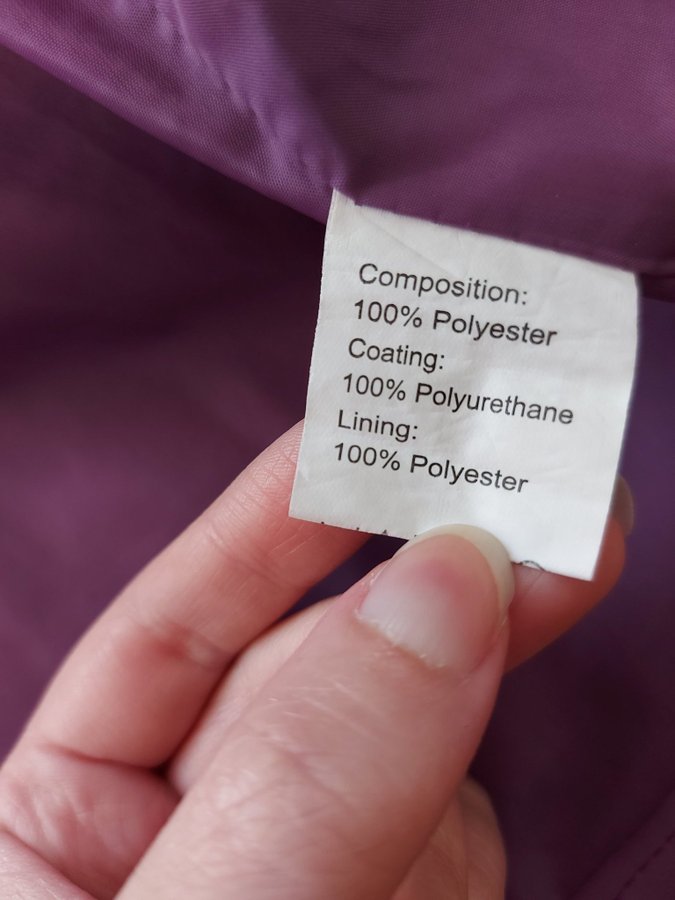 Composition:
100% Polyester
Coating:
100% Polyurethane
Lining:
100% Polyester